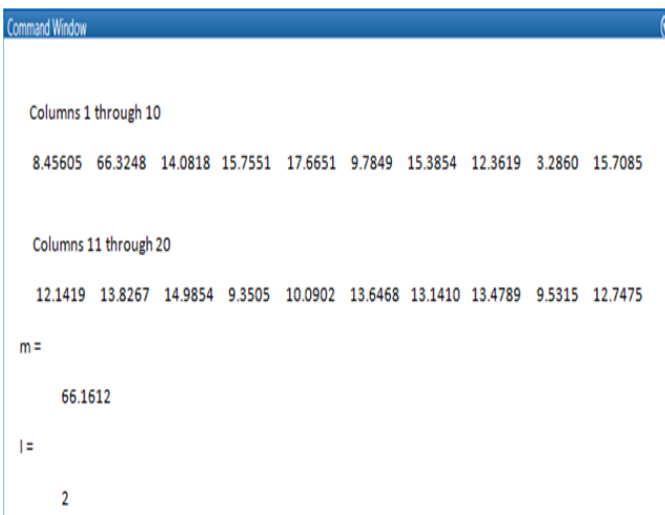 Command Window
Columns 1 through 10
8.45605 66.3248 14.0818 15.7551 17.6651 9.7849 15.3854 12.3619 3.2860 15.7085
Columns 11 through 20
12.1419 13.8267 14.9854 9.3505 10.0902 13.6468 13.1410 13.4789 9.5315 12.7475
m =
66.1612
I =
2